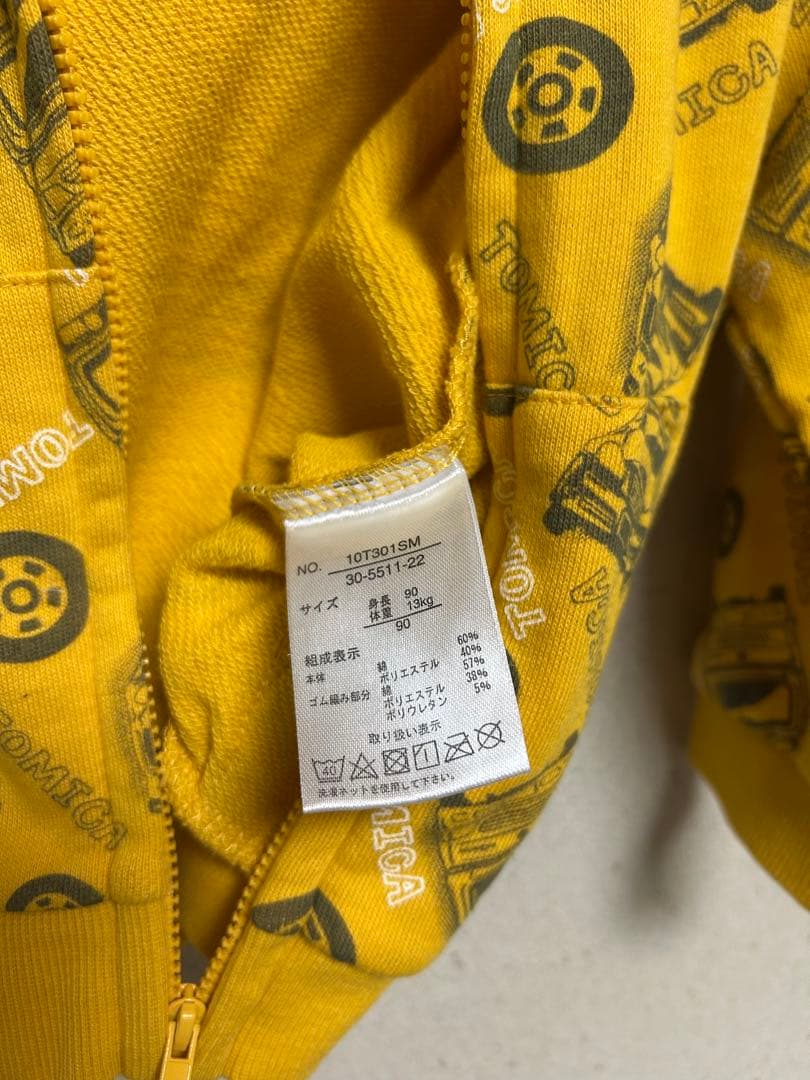 NO. 10T301SM
30-5511-22
サイズ 身長 90
体重 13kg
90
組成表示
本体 綿 60%
ポリエステル 40%
ゴム編み部分 綿 57%
ポリエステル 38%
ポリウレタン 5%
取り扱い表示
40
洗濯ネットを使用して下さい。
TOMICA
TOMICA
MICA